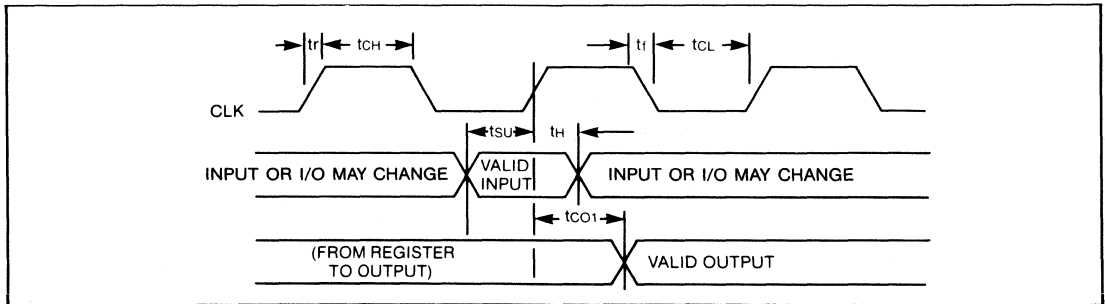 tr tCH tf tCL
CLK
tSU tH
INPUT OR I/O MAY CHANGE VALID INPUT INPUT OR I/O MAY CHANGE
tCO1
(FROM REGISTER TO OUTPUT) VALID OUTPUT